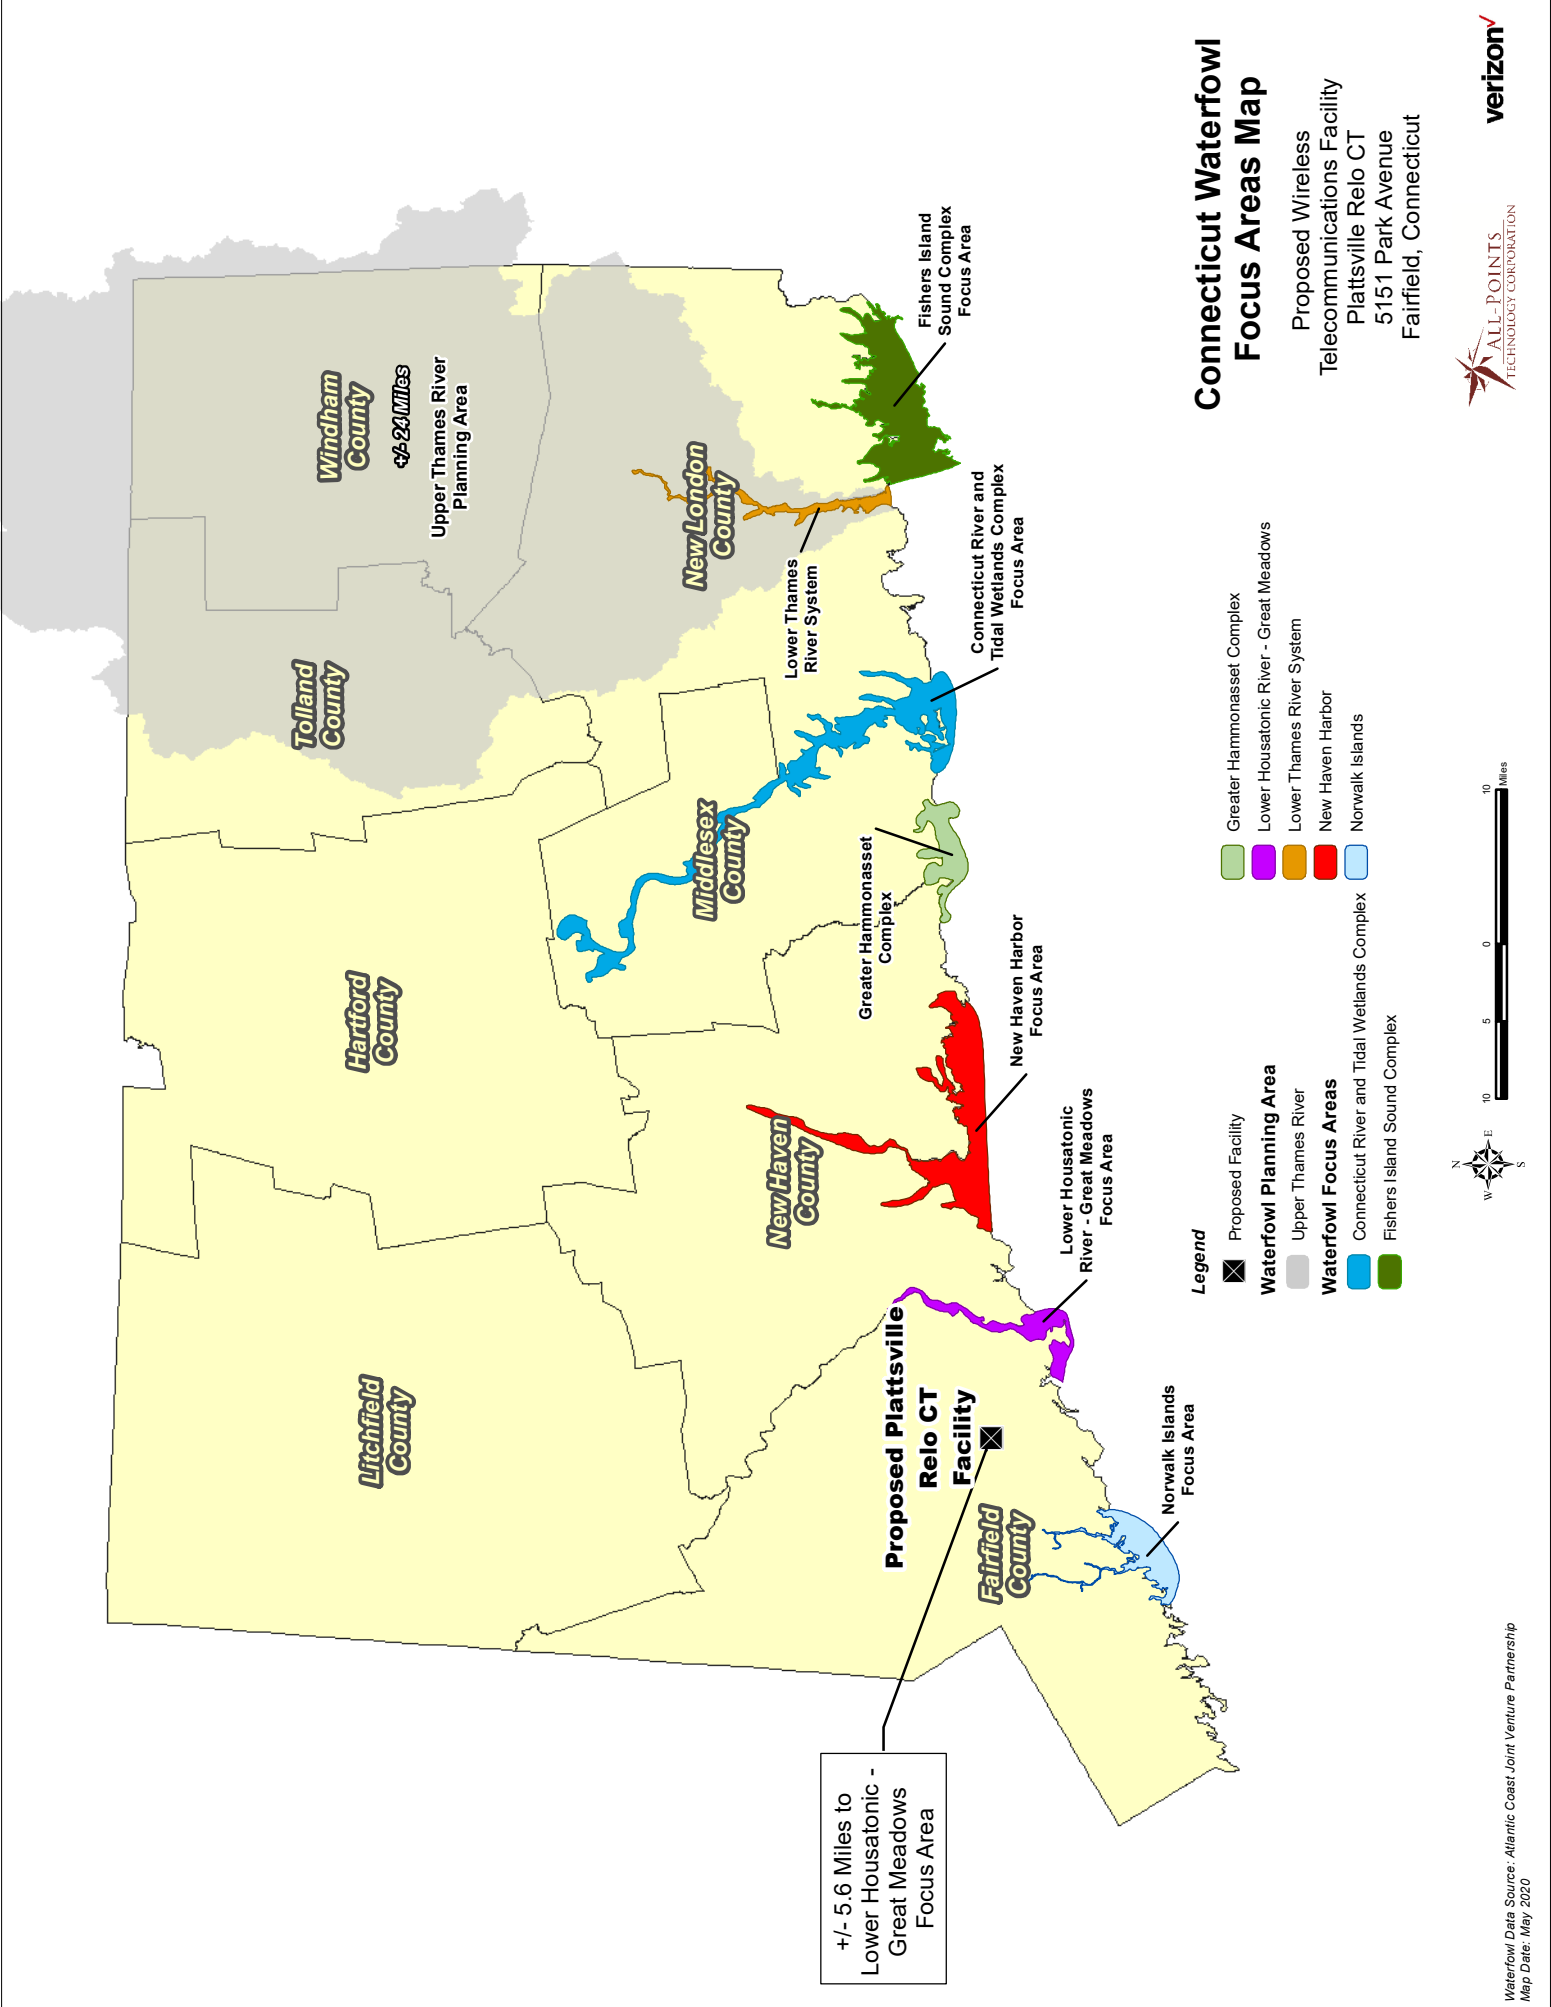 Litchfield
County
Hartford
County
Tolland
County
Windham
County
+/- 24 Miles
Upper Thames River
Planning Area
New London
County
Middlesex
County
New Haven
County
Fairfield
County
Lower Thames
River System
Fishers Island
Sound Complex
Focus Area
Connecticut River and
Tidal Wetlands Complex
Focus Area
Greater Hammonasset
Complex
New Haven Harbor
Focus Area
Lower Housatonic
River - Great Meadows
Focus Area
Norwalk Islands
Focus Area
Proposed Plattsville
Relo CT
Facility
+/- 5.6 Miles to
Lower Housatonic -
Great Meadows
Focus Area
Legend
Proposed Facility
Waterfowl Planning Area
Upper Thames River
Waterfowl Focus Areas
Connecticut River and Tidal Wetlands Complex
Fishers Island Sound Complex
Greater Hammonasset Complex
Lower Housatonic River - Great Meadows
Lower Thames River System
New Haven Harbor
Norwalk Islands
Connecticut Waterfowl
Focus Areas Map
Proposed Wireless
Telecommunications Facility
Plattsville Relo CT
5151 Park Avenue
Fairfield, Connecticut
N
W E
S
10 5 0 10
Miles
ALL-POINTS
TECHNOLOGY CORPORATION
verizon
Waterfowl Data Source: Atlantic Coast Joint Venture Partnership
Map Date: May 2020